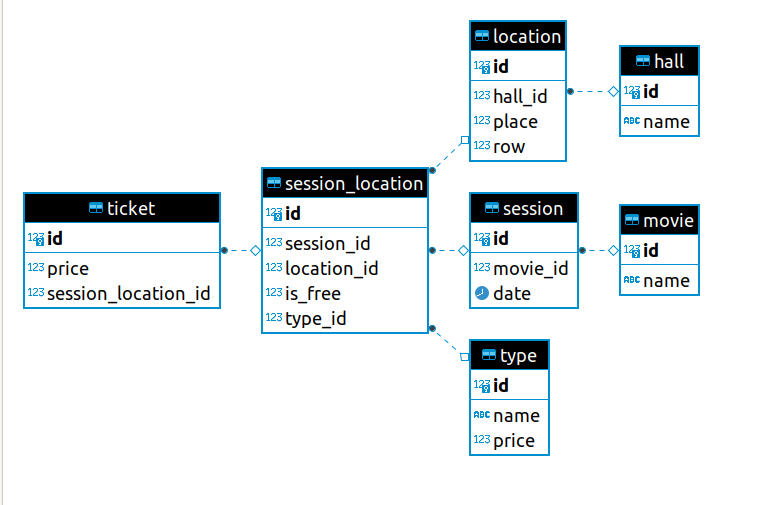 location
123 id
123 hall_id
123 place
123 row
hall
123 id
ABC name
ticket
123 id
123 price
123 session_location_id
session_location
123 id
123 session_id
123 location_id
123 is_free
123 type_id
session
123 id
123 movie_id
date
movie
123 id
ABC name
type
123 id
ABC name
123 price